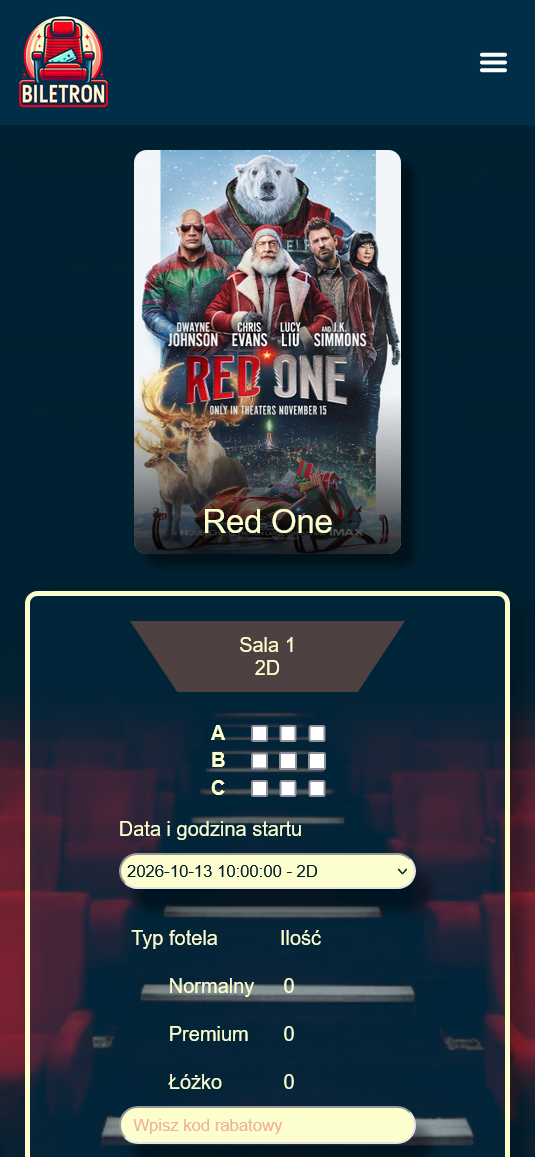 BILETRON
ELF
DWAYNE JOHNSON CHRIS EVANS LUCY LIU AND J.K. SIMMONS
RED ONE
ONLY IN THEATERS NOVEMBER 15
Red One
IMAX
Sala 1
2D
A
B
C
Data i godzina startu
2026-10-13 10:00:00 - 2D
Typ fotela Ilość
Normalny 0
Premium 0
Łóżko 0
Wpisz kod rabatowy